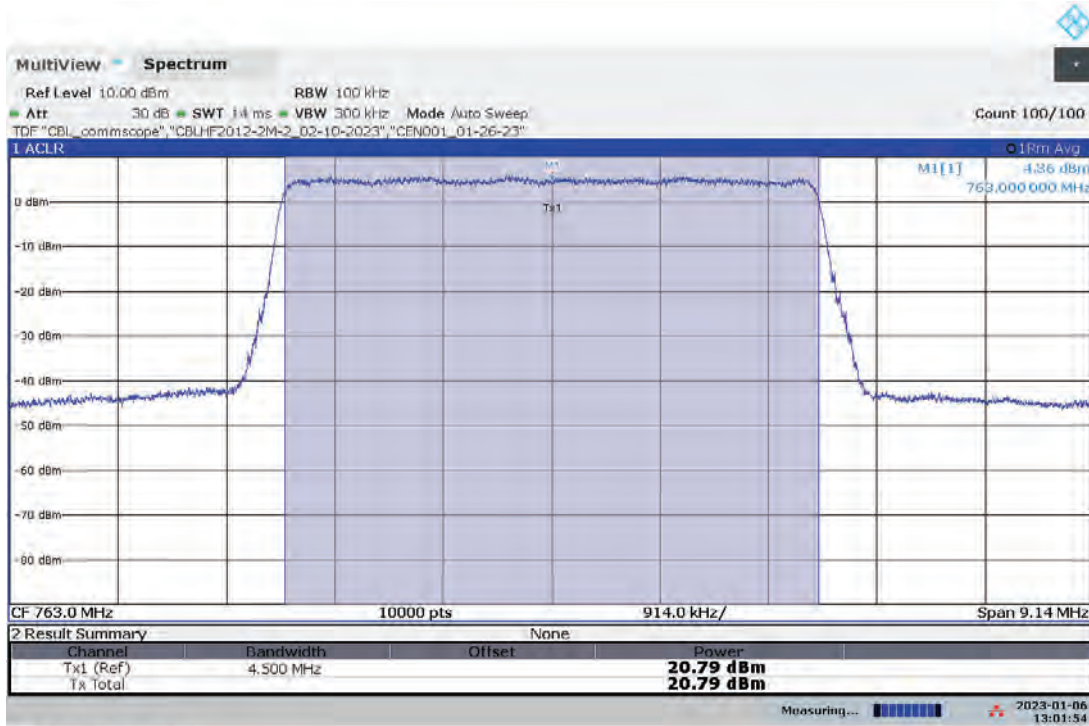 MultiView Spectrum
Ref Level 10.00 dBm RBW 100 kHz
Att 30 dB SWT 14 ms VBW 300 kHz Mode Auto Sweep Count 100/100
TDF "CBL_commscope","CBLHF2012-2M-2_02-10-2023","CEN001_01-26-23"
1 ACLR 1Rm Avg
M1[1] 4.36 dBm
763.000 000 MHz
M1
Tx1
0 dBm
-10 dBm
-20 dBm
-30 dBm
-40 dBm
-50 dBm
-60 dBm
-70 dBm
-80 dBm
CF 763.0 MHz 10000 pts 914.0 kHz/ Span 9.14 MHz
2 Result Summary None
Channel Bandwidth Offset Power
Tx1 (Ref) 4.500 MHz 20.79 dBm
Tx Total 20.79 dBm
Measuring... 2023-01-06
13:01:54